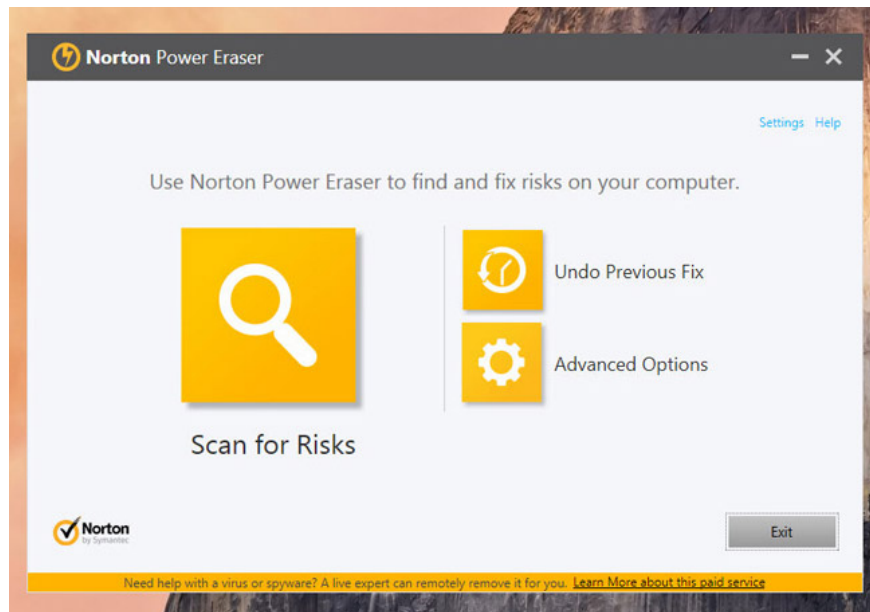 Norton Power Eraser
Settings Help
Use Norton Power Eraser to find and fix risks on your computer.
Undo Previous Fix
Advanced Options
Scan for Risks
Norton
by Symantec
Exit
Need help with a virus or spyware? A live expert can remotely remove it for you. Learn More about this paid service